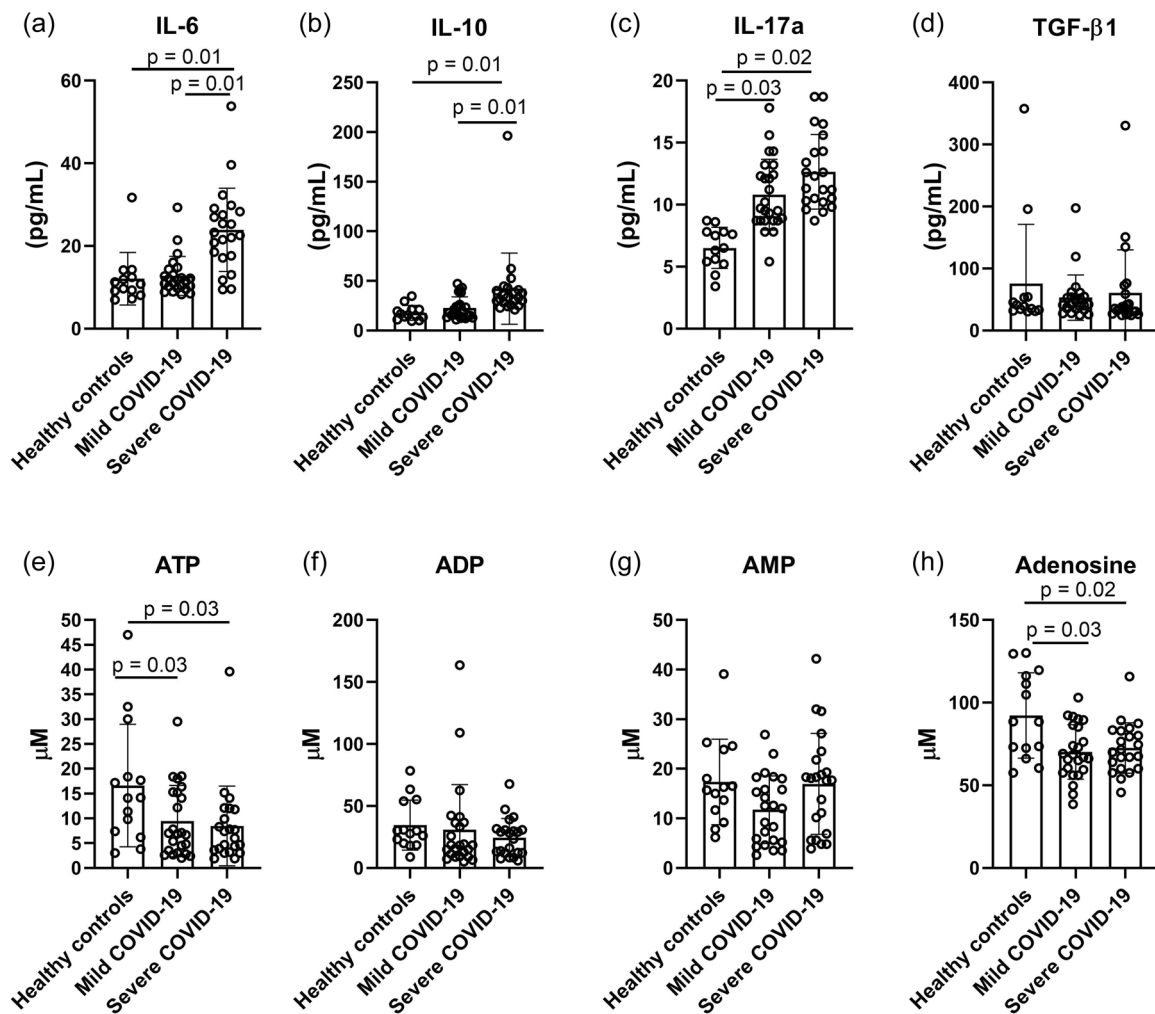 (a) IL-6
p = 0.01
p = 0.01
60
40
20
0
(pg/mL)
Healthy controls
Mild COVID-19
Severe COVID-19
(b) IL-10
p = 0.01
p = 0.01
250
200
150
100
50
0
(pg/mL)
Healthy controls
Mild COVID-19
Severe COVID-19
(c) IL-17a
p = 0.02
p = 0.03
20
15
10
5
0
(pg/mL)
Healthy controls
Mild COVID-19
Severe COVID-19
(d) TGF-β1
400
300
200
100
0
(pg/mL)
Healthy controls
Mild COVID-19
Severe COVID-19
(e) ATP
p = 0.03
p = 0.03
50
45
40
35
30
25
20
15
10
5
0
μM
Healthy controls
Mild COVID-19
Severe COVID-19
(f) ADP
200
150
100
50
0
μM
Healthy controls
Mild COVID-19
Severe COVID-19
(g) AMP
50
40
30
20
10
0
μM
Healthy controls
Mild COVID-19
Severe COVID-19
(h) Adenosine
p = 0.02
p = 0.03
150
100
50
0
μM
Healthy controls
Mild COVID-19
Severe COVID-19